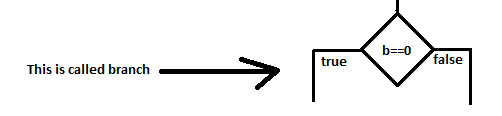 This is called branch
b==0
true
false